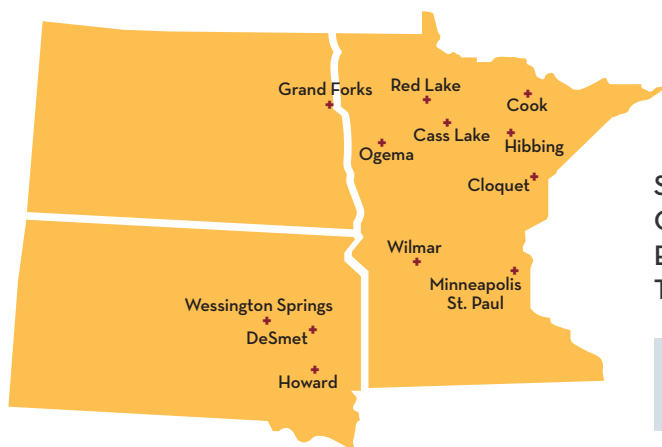 Grand Forks
Red Lake
Cook
Cass Lake
Hibbing
Ogema
Cloquet
Wilmar
Minneapolis
St. Paul
Wessington Springs
DeSmet
Howard